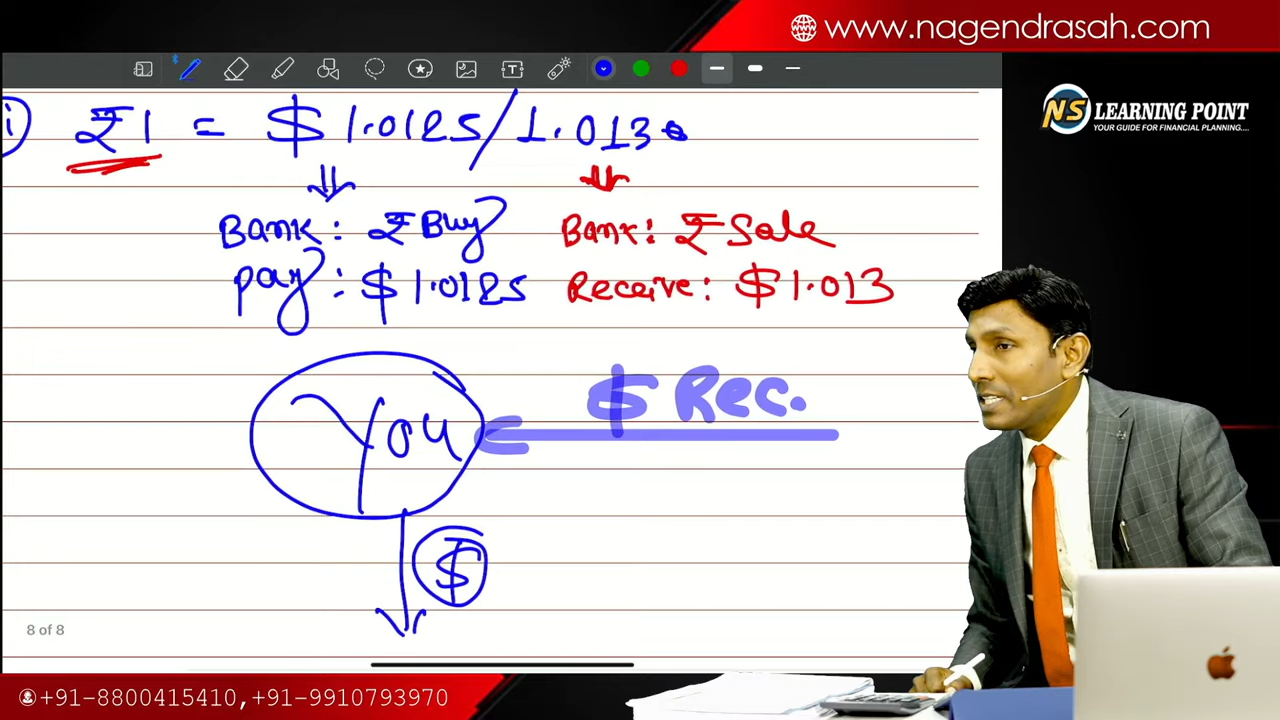 www.nagendrasah.com
NS LEARNING POINT
YOUR GUIDE FOR FINANCIAL PLANNING....
i) ₹1 = $ 1.0125/1.013
Bank: ₹ Buy Bank: ₹ Sale
Pay: $ 1.0125 Receive: $ 1.013
$ Rec.
You
$
8 of 8
+91-8800415410,+91-9910793970